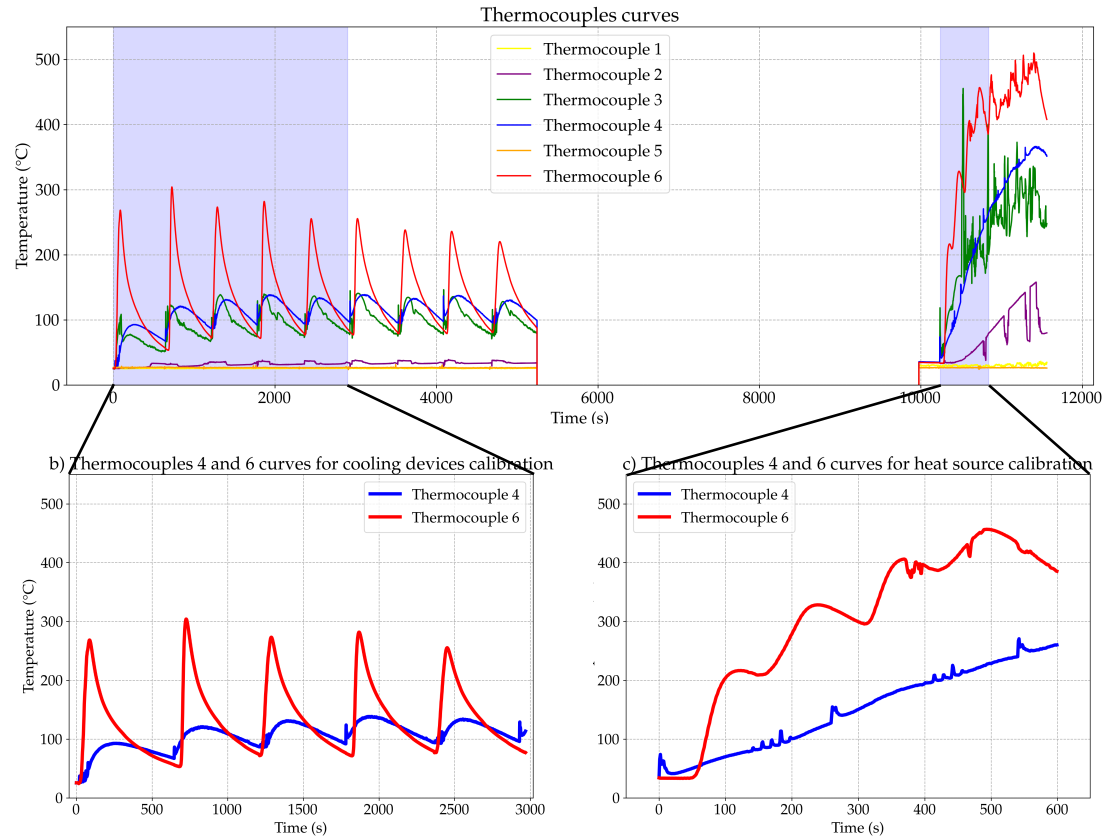 Thermocouples curves
500
400
300
200
100
0
Temperature (°C)
Thermocouple 1
Thermocouple 2
Thermocouple 3
Thermocouple 4
Thermocouple 5
Thermocouple 6
0 2000 4000 6000 8000 10000 12000
Time (s)
b) Thermocouples 4 and 6 curves for cooling devices calibration
500
400
300
200
100
0
Temperature (°C)
Thermocouple 4
Thermocouple 6
0 500 1000 1500 2000 2500 3000
Time (s)
c) Thermocouples 4 and 6 curves for heat source calibration
500
400
300
200
100
0
Thermocouple 4
Thermocouple 6
0 100 200 300 400 500 600
Time (s)